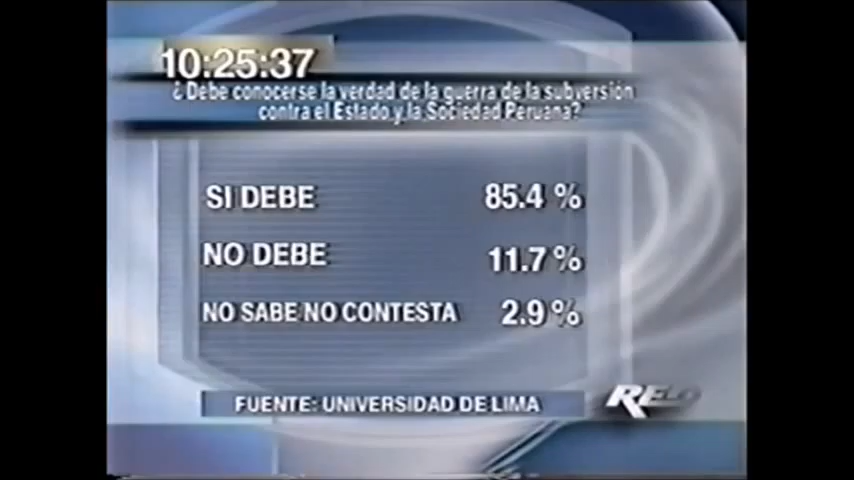 10:25:37
¿Debe conocerse la verdad de la guerra de la subversión
contra el Estado y la Sociedad Peruana?
SI DEBE 85.4 %
NO DEBE 11.7 %
NO SABE NO CONTESTA 2.9 %
FUENTE: UNIVERSIDAD DE LIMA